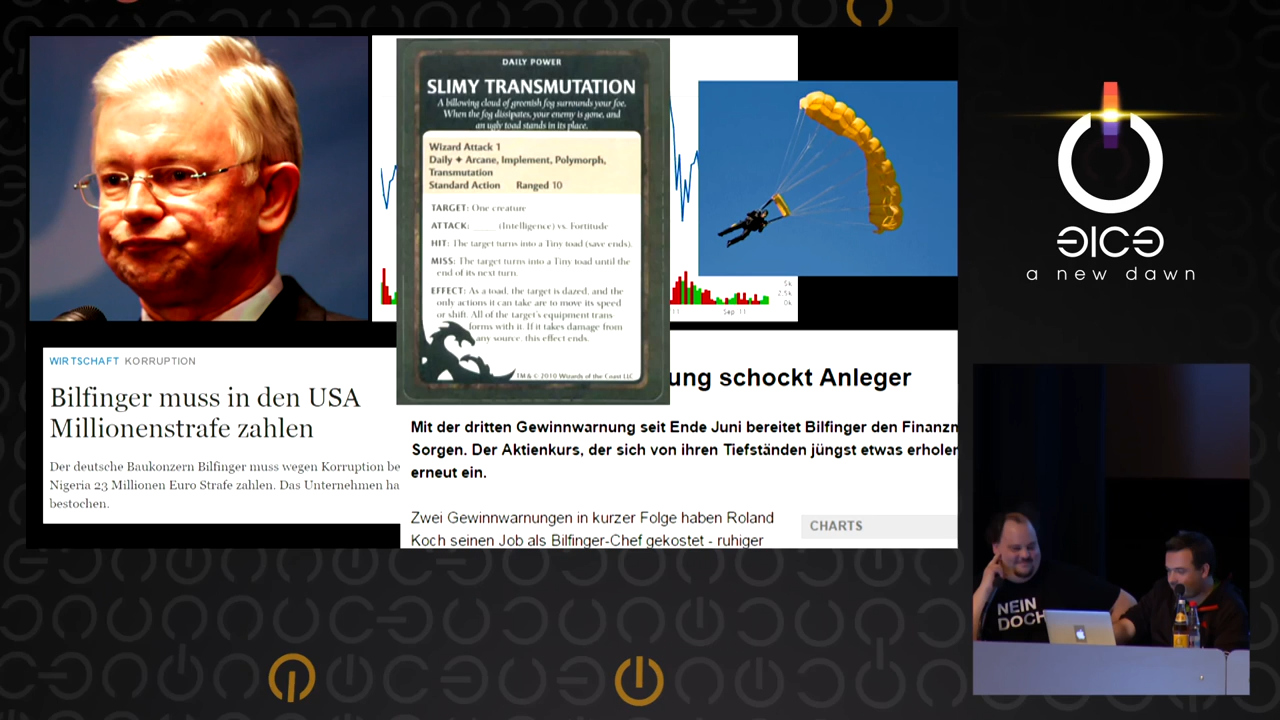 DAILY POWER
SLIMY TRANSMUTATION
A billowing cloud of greenish fog surrounds your foe.
When the fog dissipates, your enemy is gone, and
an ugly toad stands in its place.
Wizard Attack 1
Daily ✦ Arcane, Implement, Polymorph,
Transmutation
Standard Action Ranged 10
TARGET: One creature
ATTACK: ____ (Intelligence) vs. Fortitude
HIT: The target turns into a Tiny toad (save ends).
MISS: The target turns into a Tiny toad until the
end of its next turn.
EFFECT: As a toad, the target is dazed, and the
only actions it can take are to move its speed
or shift. All of the target's equipment trans
forms with it. If it takes damage from
any source, this effect ends.
TM & © 2010 Wizards of the Coast LLC
5k
2.5k
0k
11
Sep 11
WIRTSCHAFT KORRUPTION
Bilfinger muss in den USA
Millionenstrafe zahlen
Der deutsche Baukonzern Bilfinger muss wegen Korruption be
Nigeria 23 Millionen Euro Strafe zahlen. Das Unternehmen ha
bestochen.
ung schockt Anleger
Mit der dritten Gewinnwarnung seit Ende Juni bereitet Bilfinger den Finanzm
Sorgen. Der Aktienkurs, der sich von ihren Tiefständen jüngst etwas erholen
erneut ein.
Zwei Gewinnwarnungen in kurzer Folge haben Roland
Koch seinen Job als Bilfinger-Chef gekostet - ruhiger
CHARTS
a new dawn
NEIN
DOCH